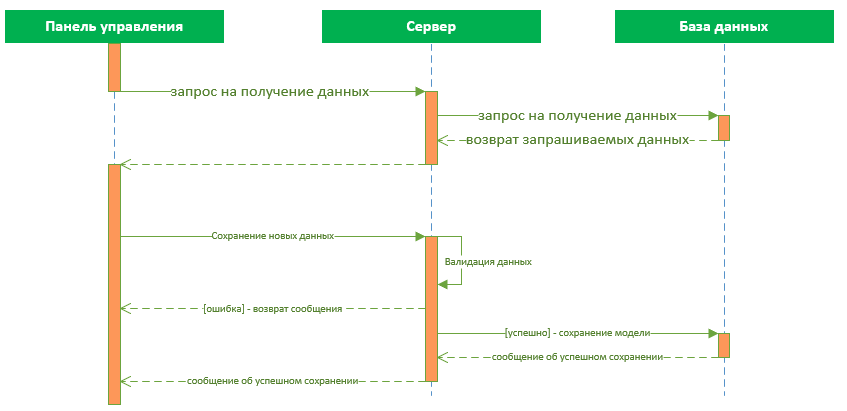 Панель управления
Сервер
База данных
запрос на получение данных
запрос на получение данных
возврат запрашиваемых данных
Сохранение новых данных
Валидация данных
[ошибка] - возврат сообщения
[успешно] - сохранение модели
сообщение об успешном сохранении
сообщение об успешном сохранении